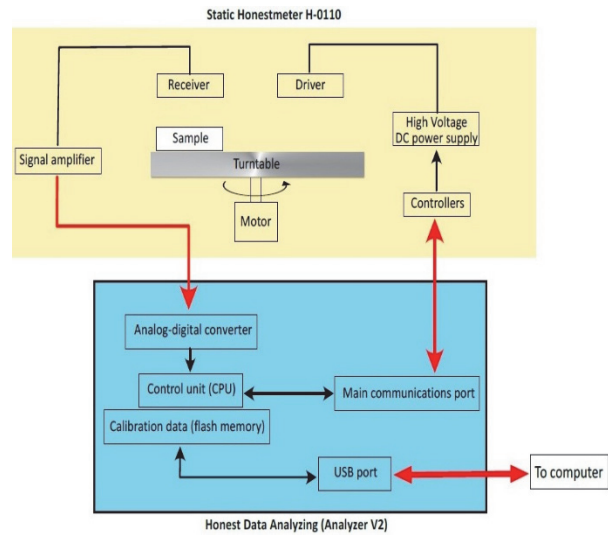 Static Honestmeter H-0110
Receiver
Driver
High Voltage
DC power supply
Sample
Signal amplifier
Turntable
Controllers
Motor
Analog-digital converter
Control unit (CPU)
Main communications port
Calibration data (flash memory)
USB port
To computer
Honest Data Analyzing (Analyzer V2)